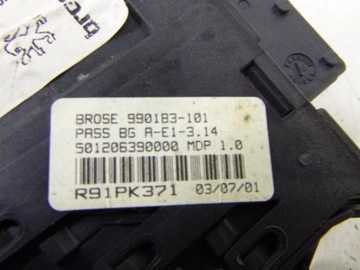 BROSE 990183-101
PASS BG A-E1-3.14
501206390000 MDP 1.0
R91PK371 03/07/01